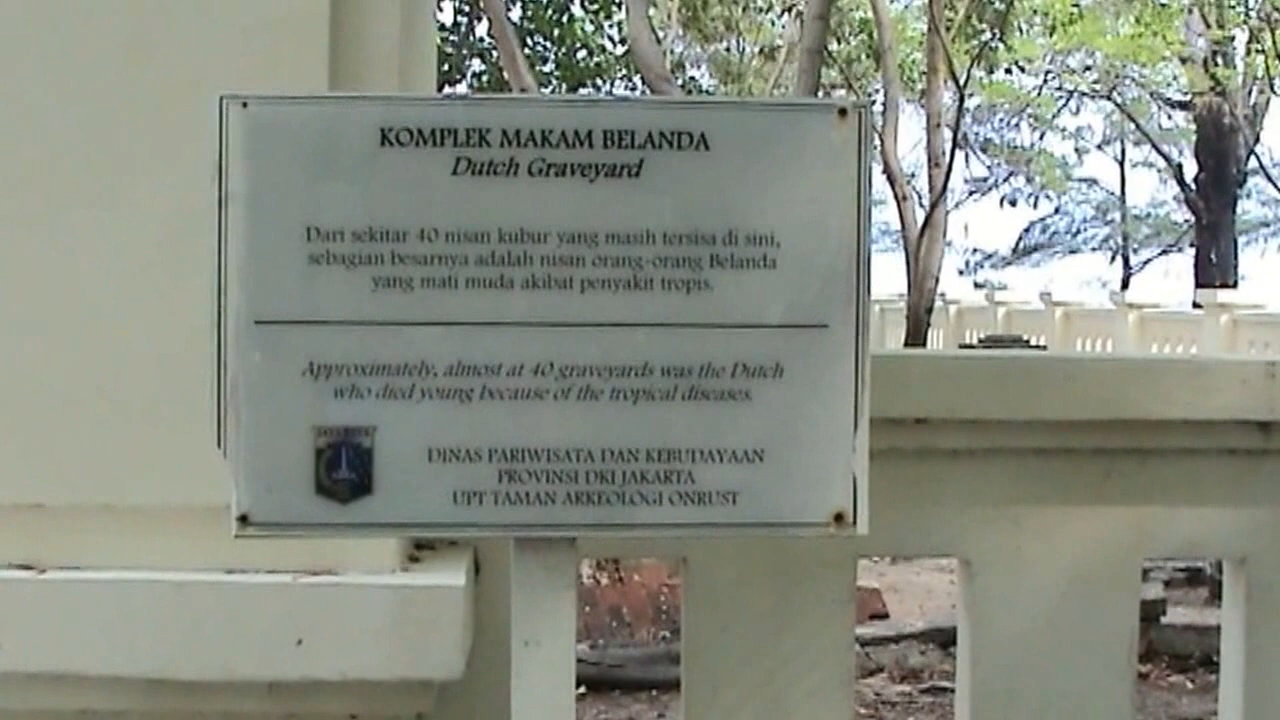 KOMPLEK MAKAM BELANDA
Dutch Graveyard
Dari sekitar 40 nisan kubur yang masih tersisa di sini,
sebagian besarnya adalah nisan orang-orang Belanda
yang mati muda akibat penyakit tropis.
Approximately, almost at 40 graveyards was the Dutch
who died young because of the tropical diseases.
DINAS PARIWISATA DAN KEBUDAYAAN
PROVINSI DKI JAKARTA
UPT TAMAN ARKEOLOGI ONRUST